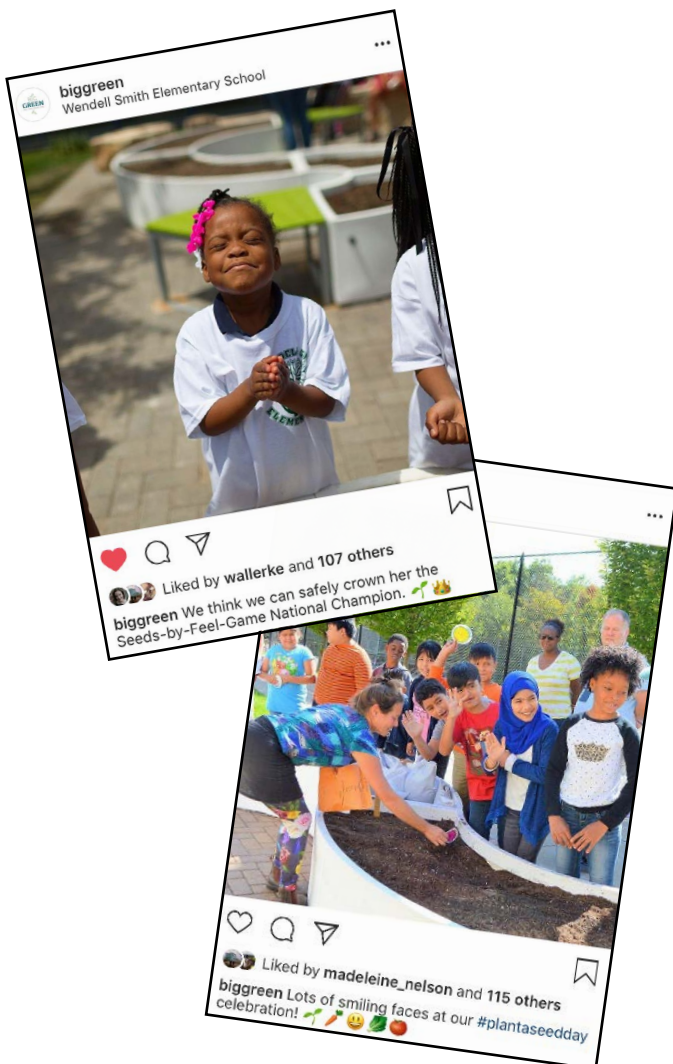 GREEN
biggreen
Wendell Smith Elementary School
Liked by wallerke and 107 others
biggreen We think we can safely crown her the
Seeds-by-Feel-Game National Champion. 🌱👑
Liked by madeleine_nelson and 115 others
biggreen Lots of smiling faces at our #plantaseedday
celebration! 🌱🥕😃🥬🍅